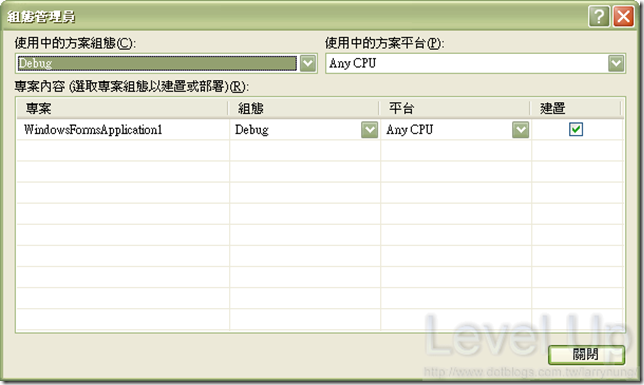 組態管理員
使用中的方案組態(C): 使用中的方案平台(P):
Debug Any CPU
專案內容 (選取專案組態以建置或部署)(R):
專案 組態 平台 建置
WindowsFormsApplication1 Debug Any CPU
Level Up
關閉
http://www.dotblogs.com.tw/larrynung